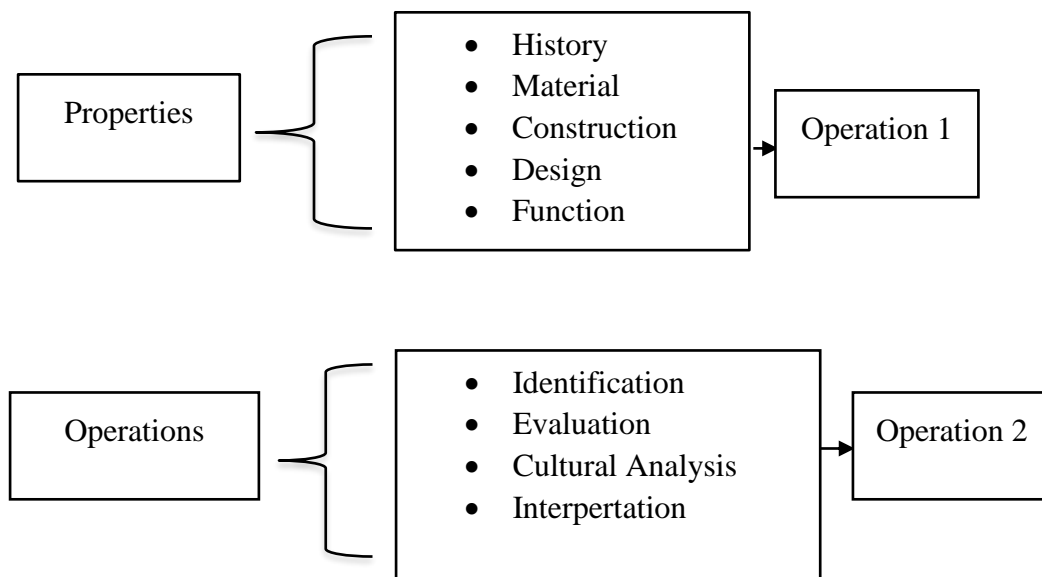 Properties
• History
• Material
• Construction
• Design
• Function
Operation 1
Operations
• Identification
• Evaluation
• Cultural Analysis
• Interpertation
Operation 2